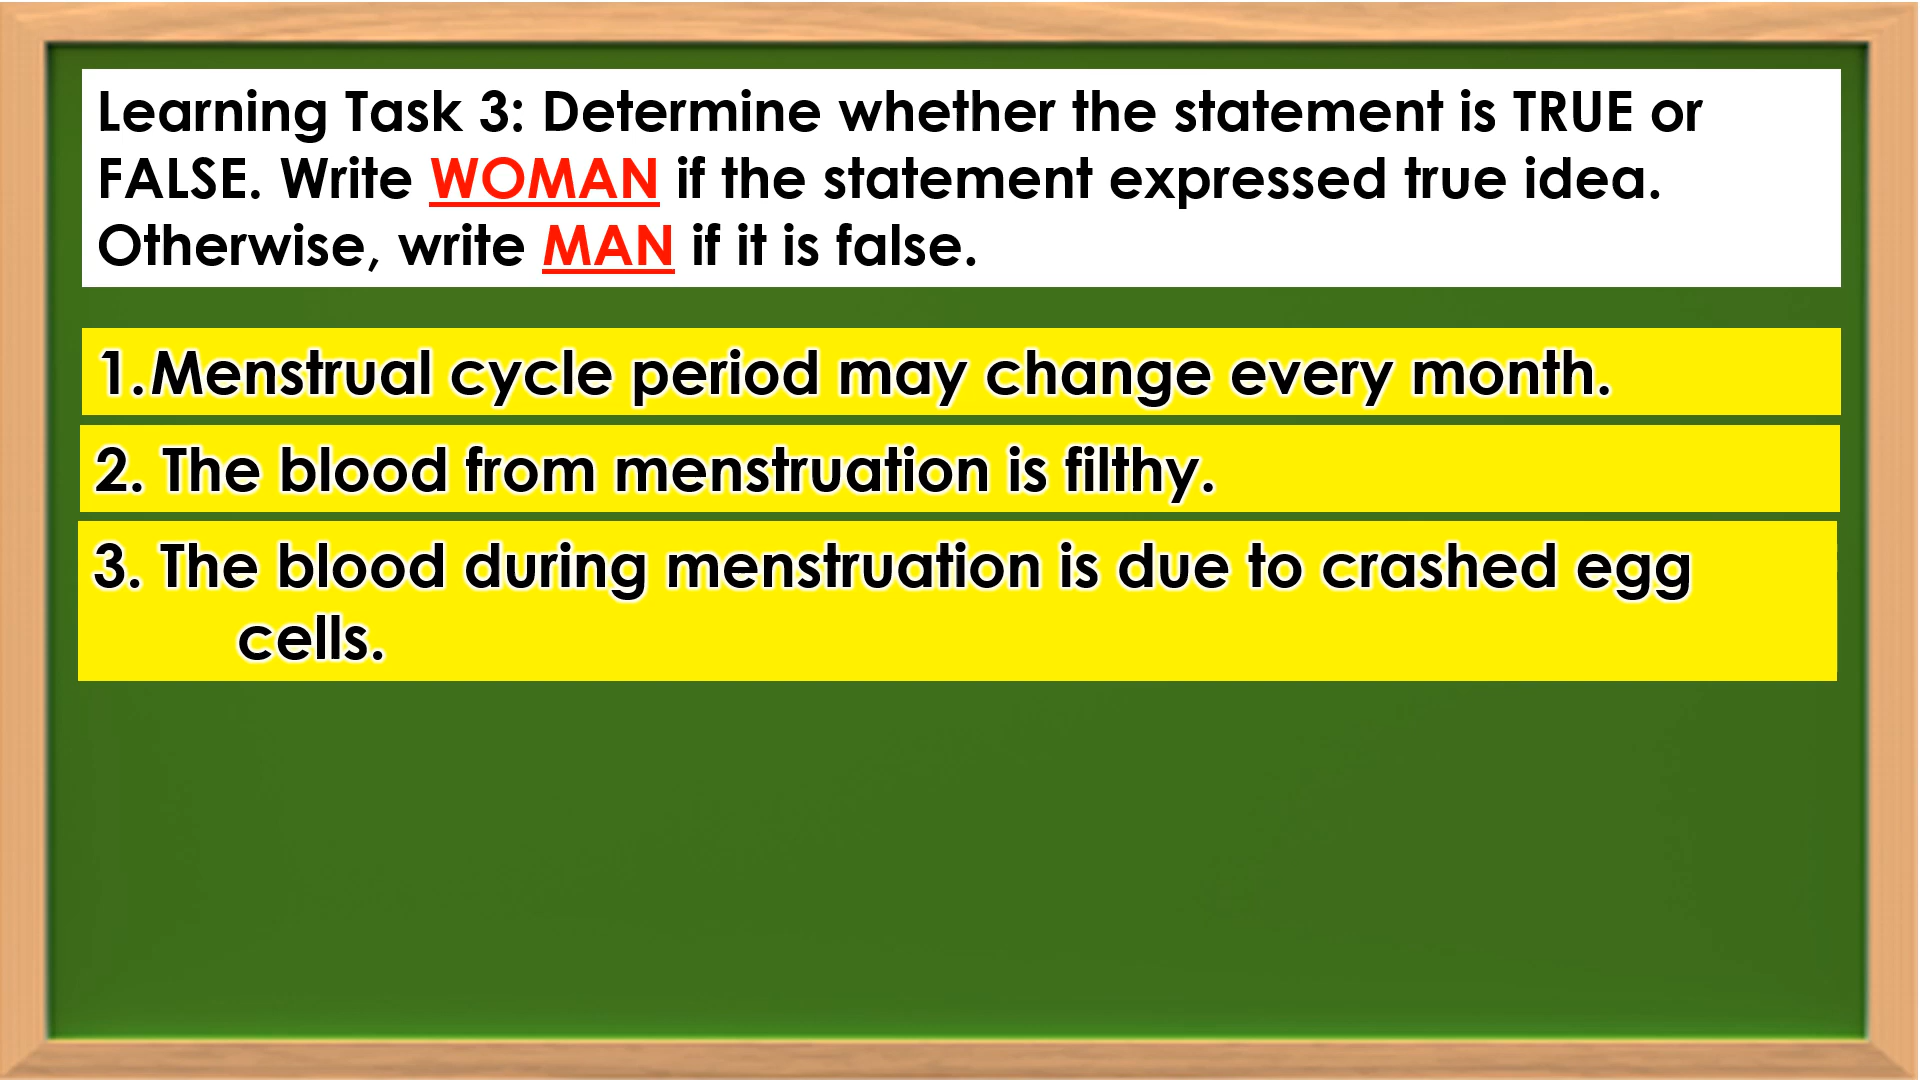 Learning Task 3: Determine whether the statement is TRUE or
FALSE. Write WOMAN if the statement expressed true idea.
Otherwise, write MAN if it is false.
1.Menstrual cycle period may change every month.
2. The blood from menstruation is filthy.
3. The blood during menstruation is due to crashed egg
cells.